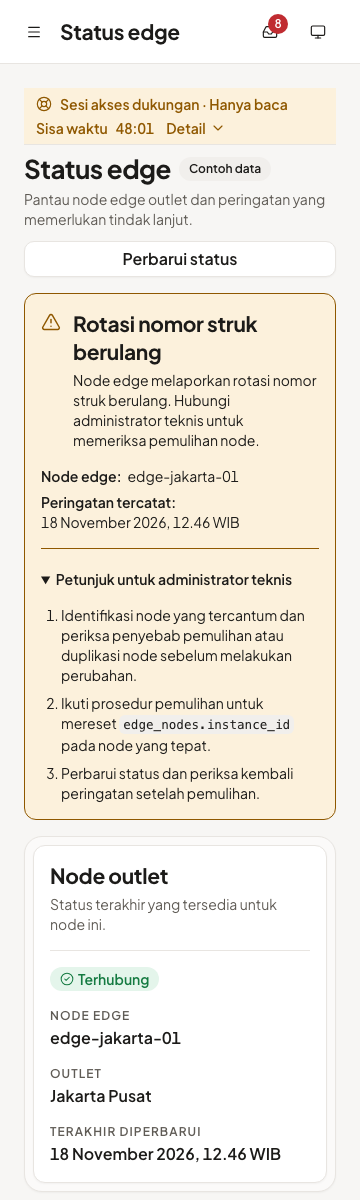 Status edge
8
Sesi akses dukungan · Hanya baca
Sisa waktu 48:01 Detail
Status edge Contoh data
Pantau node edge outlet dan peringatan yang
memerlukan tindak lanjut.
Perbarui status
Rotasi nomor struk
berulang
Node edge melaporkan rotasi nomor
struk berulang. Hubungi
administrator teknis untuk
memeriksa pemulihan node.
Node edge: edge-jakarta-01
Peringatan tercatat:
18 November 2026, 12.46 WIB
Petunjuk untuk administrator teknis
1. Identifikasi node yang tercantum dan
periksa penyebab pemulihan atau
duplikasi node sebelum melakukan
perubahan.
2. Ikuti prosedur pemulihan untuk
mereset edge_nodes.instance_id
pada node yang tepat.
3. Perbarui status dan periksa kembali
peringatan setelah pemulihan.
Node outlet
Status terakhir yang tersedia untuk
node ini.
Terhubung
NODE EDGE
edge-jakarta-01
OUTLET
Jakarta Pusat
TERAKHIR DIPERBARUI
18 November 2026, 12.46 WIB